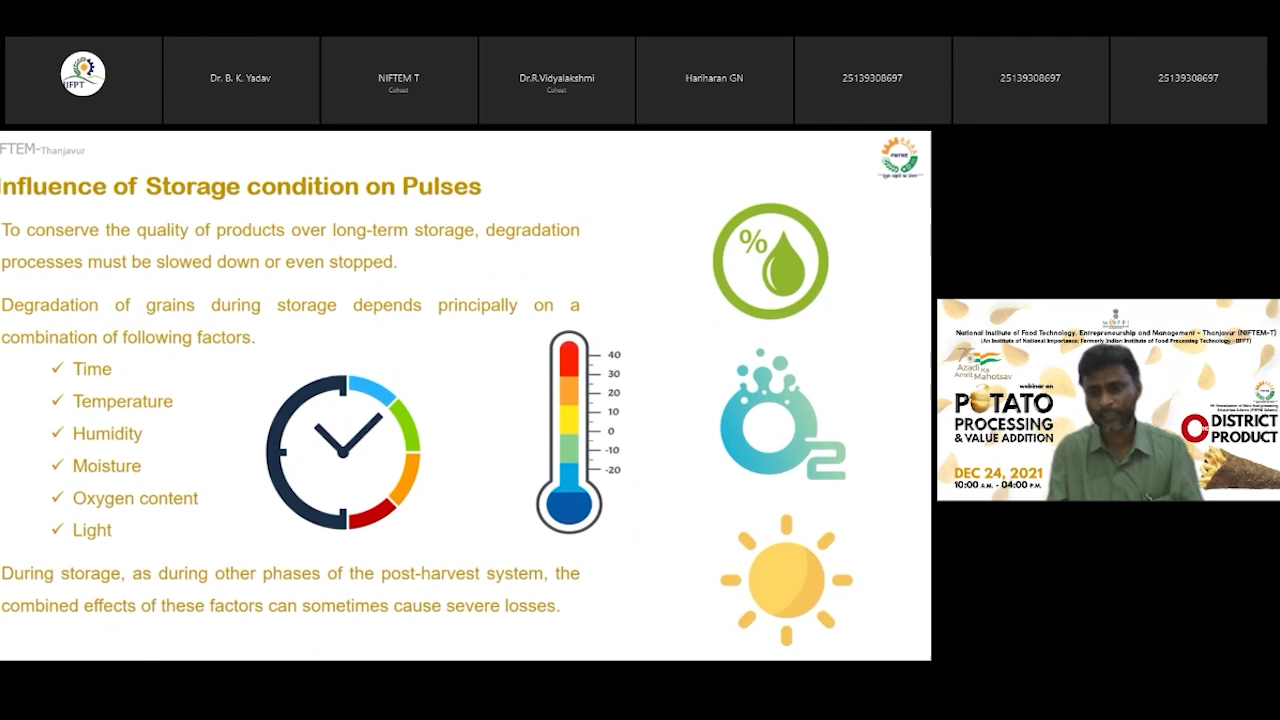 IIFPT
Dr. B. K. Yadav
NIFTEM T
Cohost
Dr.R.Vidyalakshmi
Cohost
Hariharan GN
25139308697
25139308697
25139308697
FTEM-Thanjavur
PMFME
Influence of Storage condition on Pulses
To conserve the quality of products over long-term storage, degradation
processes must be slowed down or even stopped.
Degradation of grains during storage depends principally on a
combination of following factors.
✓ Time
✓ Temperature
✓ Humidity
✓ Moisture
✓ Oxygen content
✓ Light
During storage, as during other phases of the post-harvest system, the
combined effects of these factors can sometimes cause severe losses.
40
30
20
10
0
-10
-20
%
O2
National Institute of Food Technology, Entrepreneurship and Management - Thanjavur (NIFTEM-T)
(An Institute of National Importance; Formerly Indian Institute of Food Processing Technology - IIFPT)
Azadi Ka
Amrit Mahotsav
webinar on
POTATO
PROCESSING
& VALUE ADDITION
DEC 24, 2021
10:00 A.M. - 04:00 P.M.
DISTRICT
PRODUCT